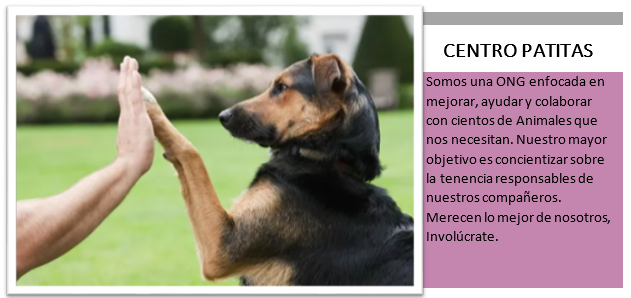 CENTRO PATITAS
Somos una ONG enfocada en
mejorar, ayudar y colaborar
con cientos de Animales que
nos necesitan. Nuestro mayor
objetivo es concientizar sobre
la tenencia responsables de
nuestros compañeros.
Merecen lo mejor de nosotros,
Involúcrate.